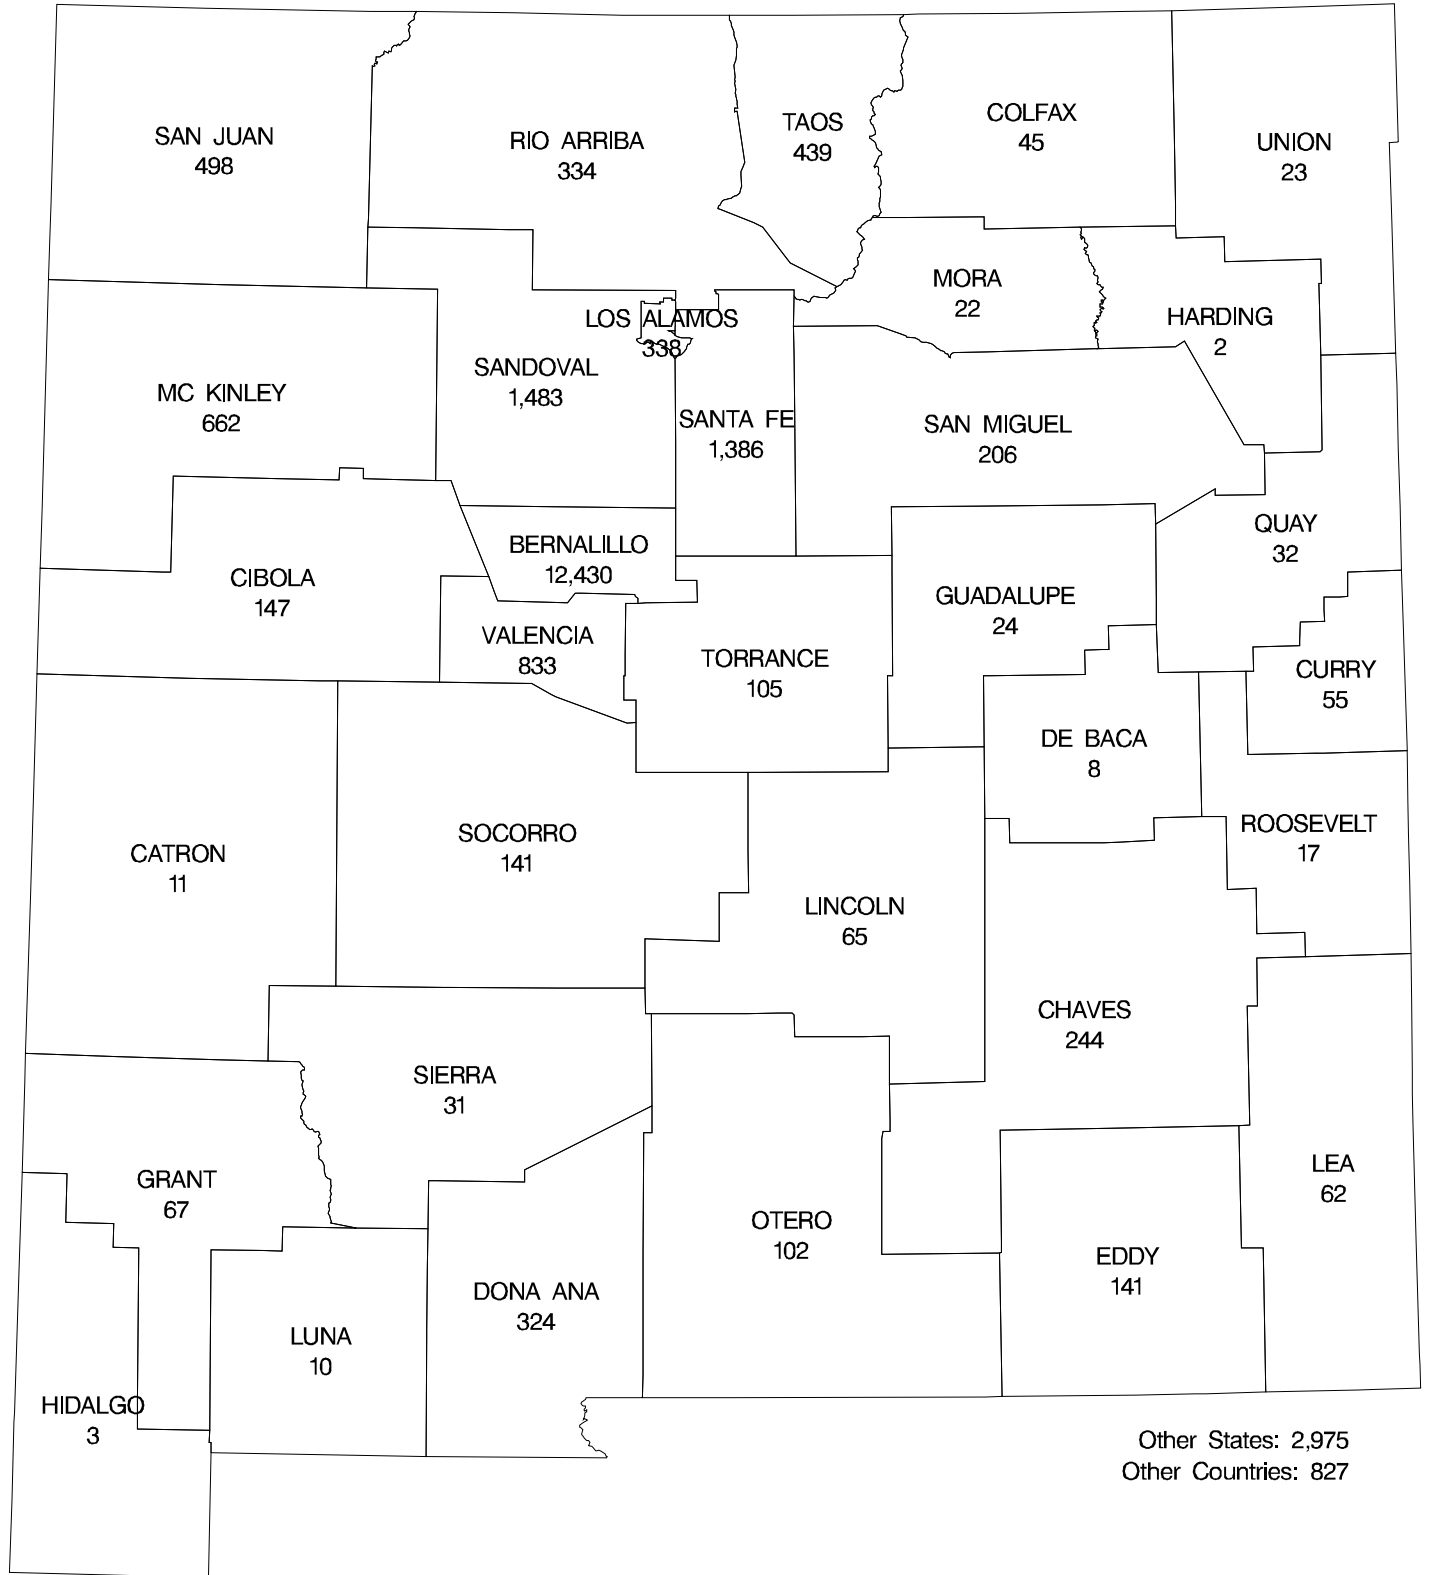 SAN JUAN
498
RIO ARRIBA
334
TAOS
439
COLFAX
45
UNION
23
MORA
22
HARDING
2
LOS ALAMOS
338
SANDOVAL
1,483
MC KINLEY
662
SANTA FE
1,386
SAN MIGUEL
206
QUAY
32
BERNALILLO
12,430
CIBOLA
147
GUADALUPE
24
VALENCIA
833
TORRANCE
105
CURRY
55
DE BACA
8
ROOSEVELT
17
SOCORRO
141
CATRON
11
LINCOLN
65
CHAVES
244
SIERRA
31
LEA
62
GRANT
67
OTERO
102
EDDY
141
DONA ANA
324
LUNA
10
HIDALGO
3
Other States: 2,975
Other Countries: 827